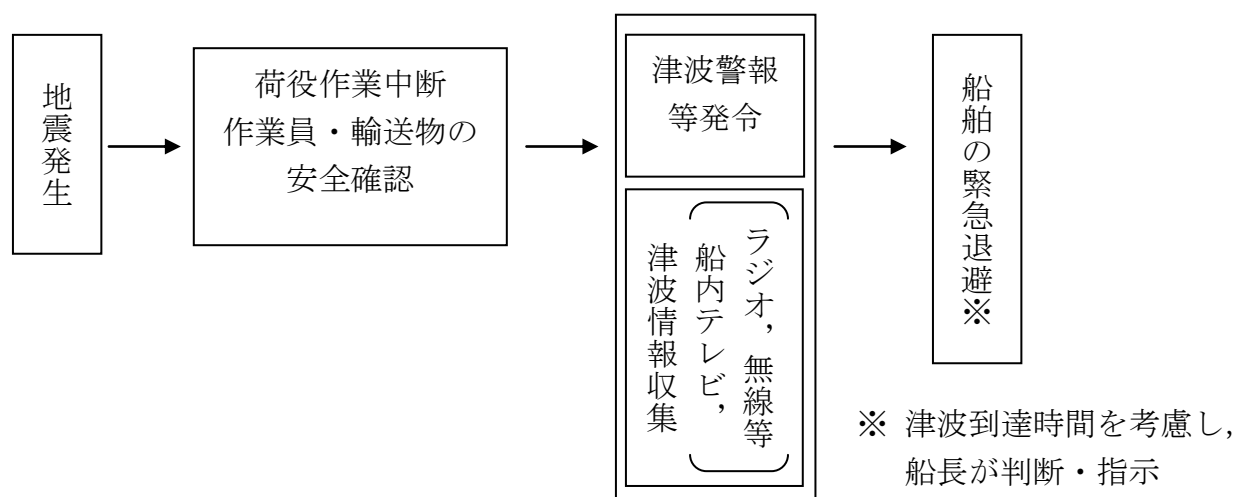 地震発生
荷役作業中断
作業員・輸送物の
安全確認
津波警報
等発令
津波情報収集
船内テレビ,
ラジオ,無線等
船舶の緊急退避※
※ 津波到達時間を考慮し,
船長が判断・指示